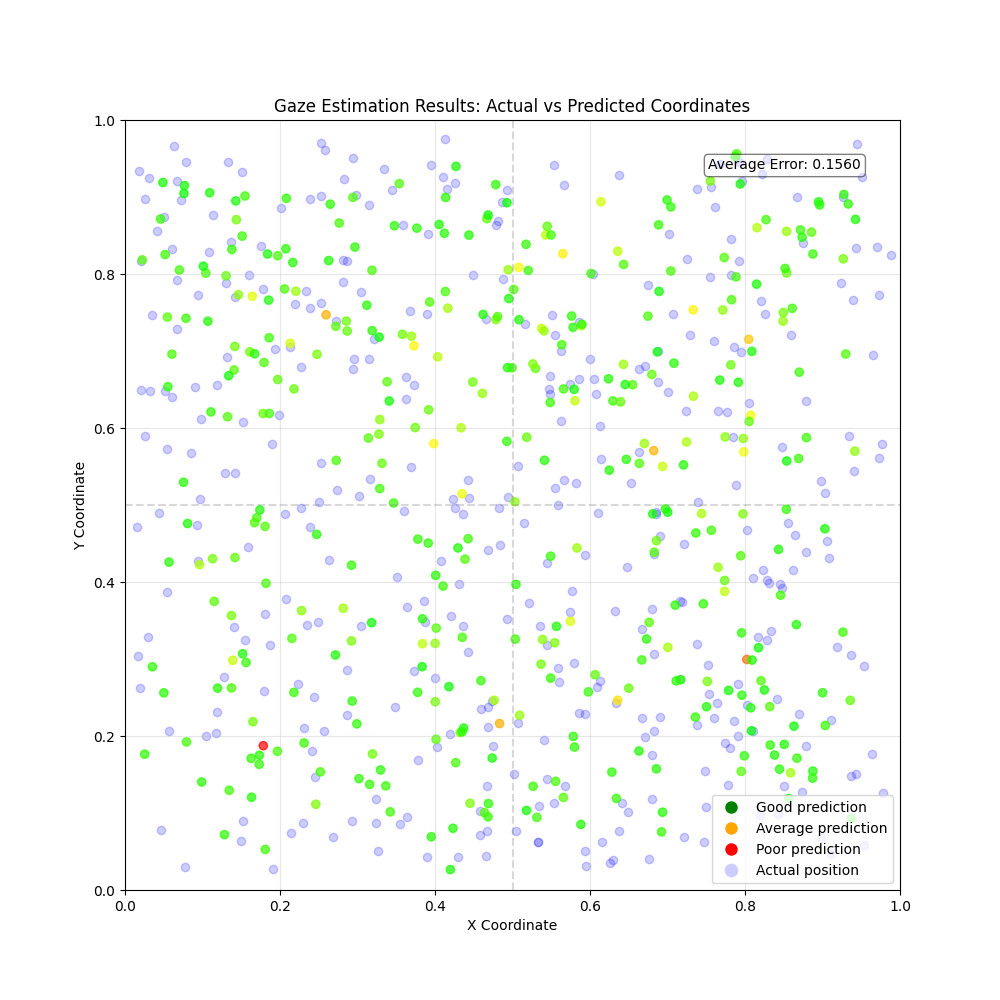 Gaze Estimation Results: Actual vs Predicted Coordinates
Average Error: 0.1560
Y Coordinate
1.0
0.8
0.6
0.4
0.2
0.0
0.0 0.2 0.4 0.6 0.8 1.0
X Coordinate
Good prediction
Average prediction
Poor prediction
Actual position